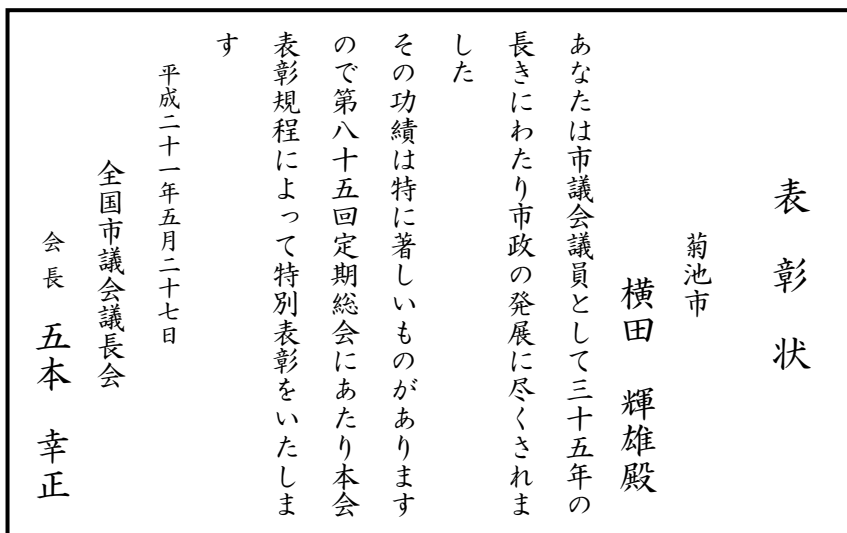 表彰状
菊池市
横田　輝雄殿
あなたは市議会議員として三十五年の
長きにわたり市政の発展に尽くされま
した
その功績は特に著しいものがあります
ので第八十五回定期総会にあたり本会
表彰規程によって特別表彰をいたしま
す
平成二十一年五月二十七日
全国市議会議長会
会長　五本　幸正